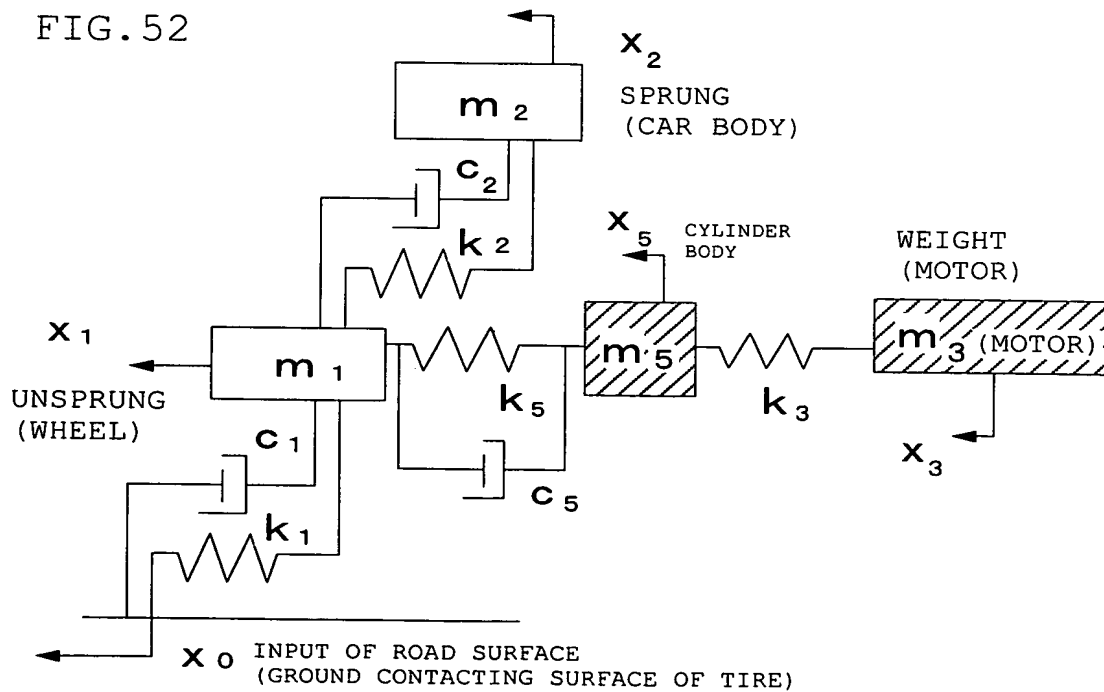 FIG.52
x2
SPRUNG
(CAR BODY)
m2
c2
k2
x5
CYLINDER
BODY
WEIGHT
(MOTOR)
x1
m1
m5
m3 (MOTOR)
UNSPRUNG
(WHEEL)
k5
k3
x3
c1
c5
k1
x0
INPUT OF ROAD SURFACE
(GROUND CONTACTING SURFACE OF TIRE)